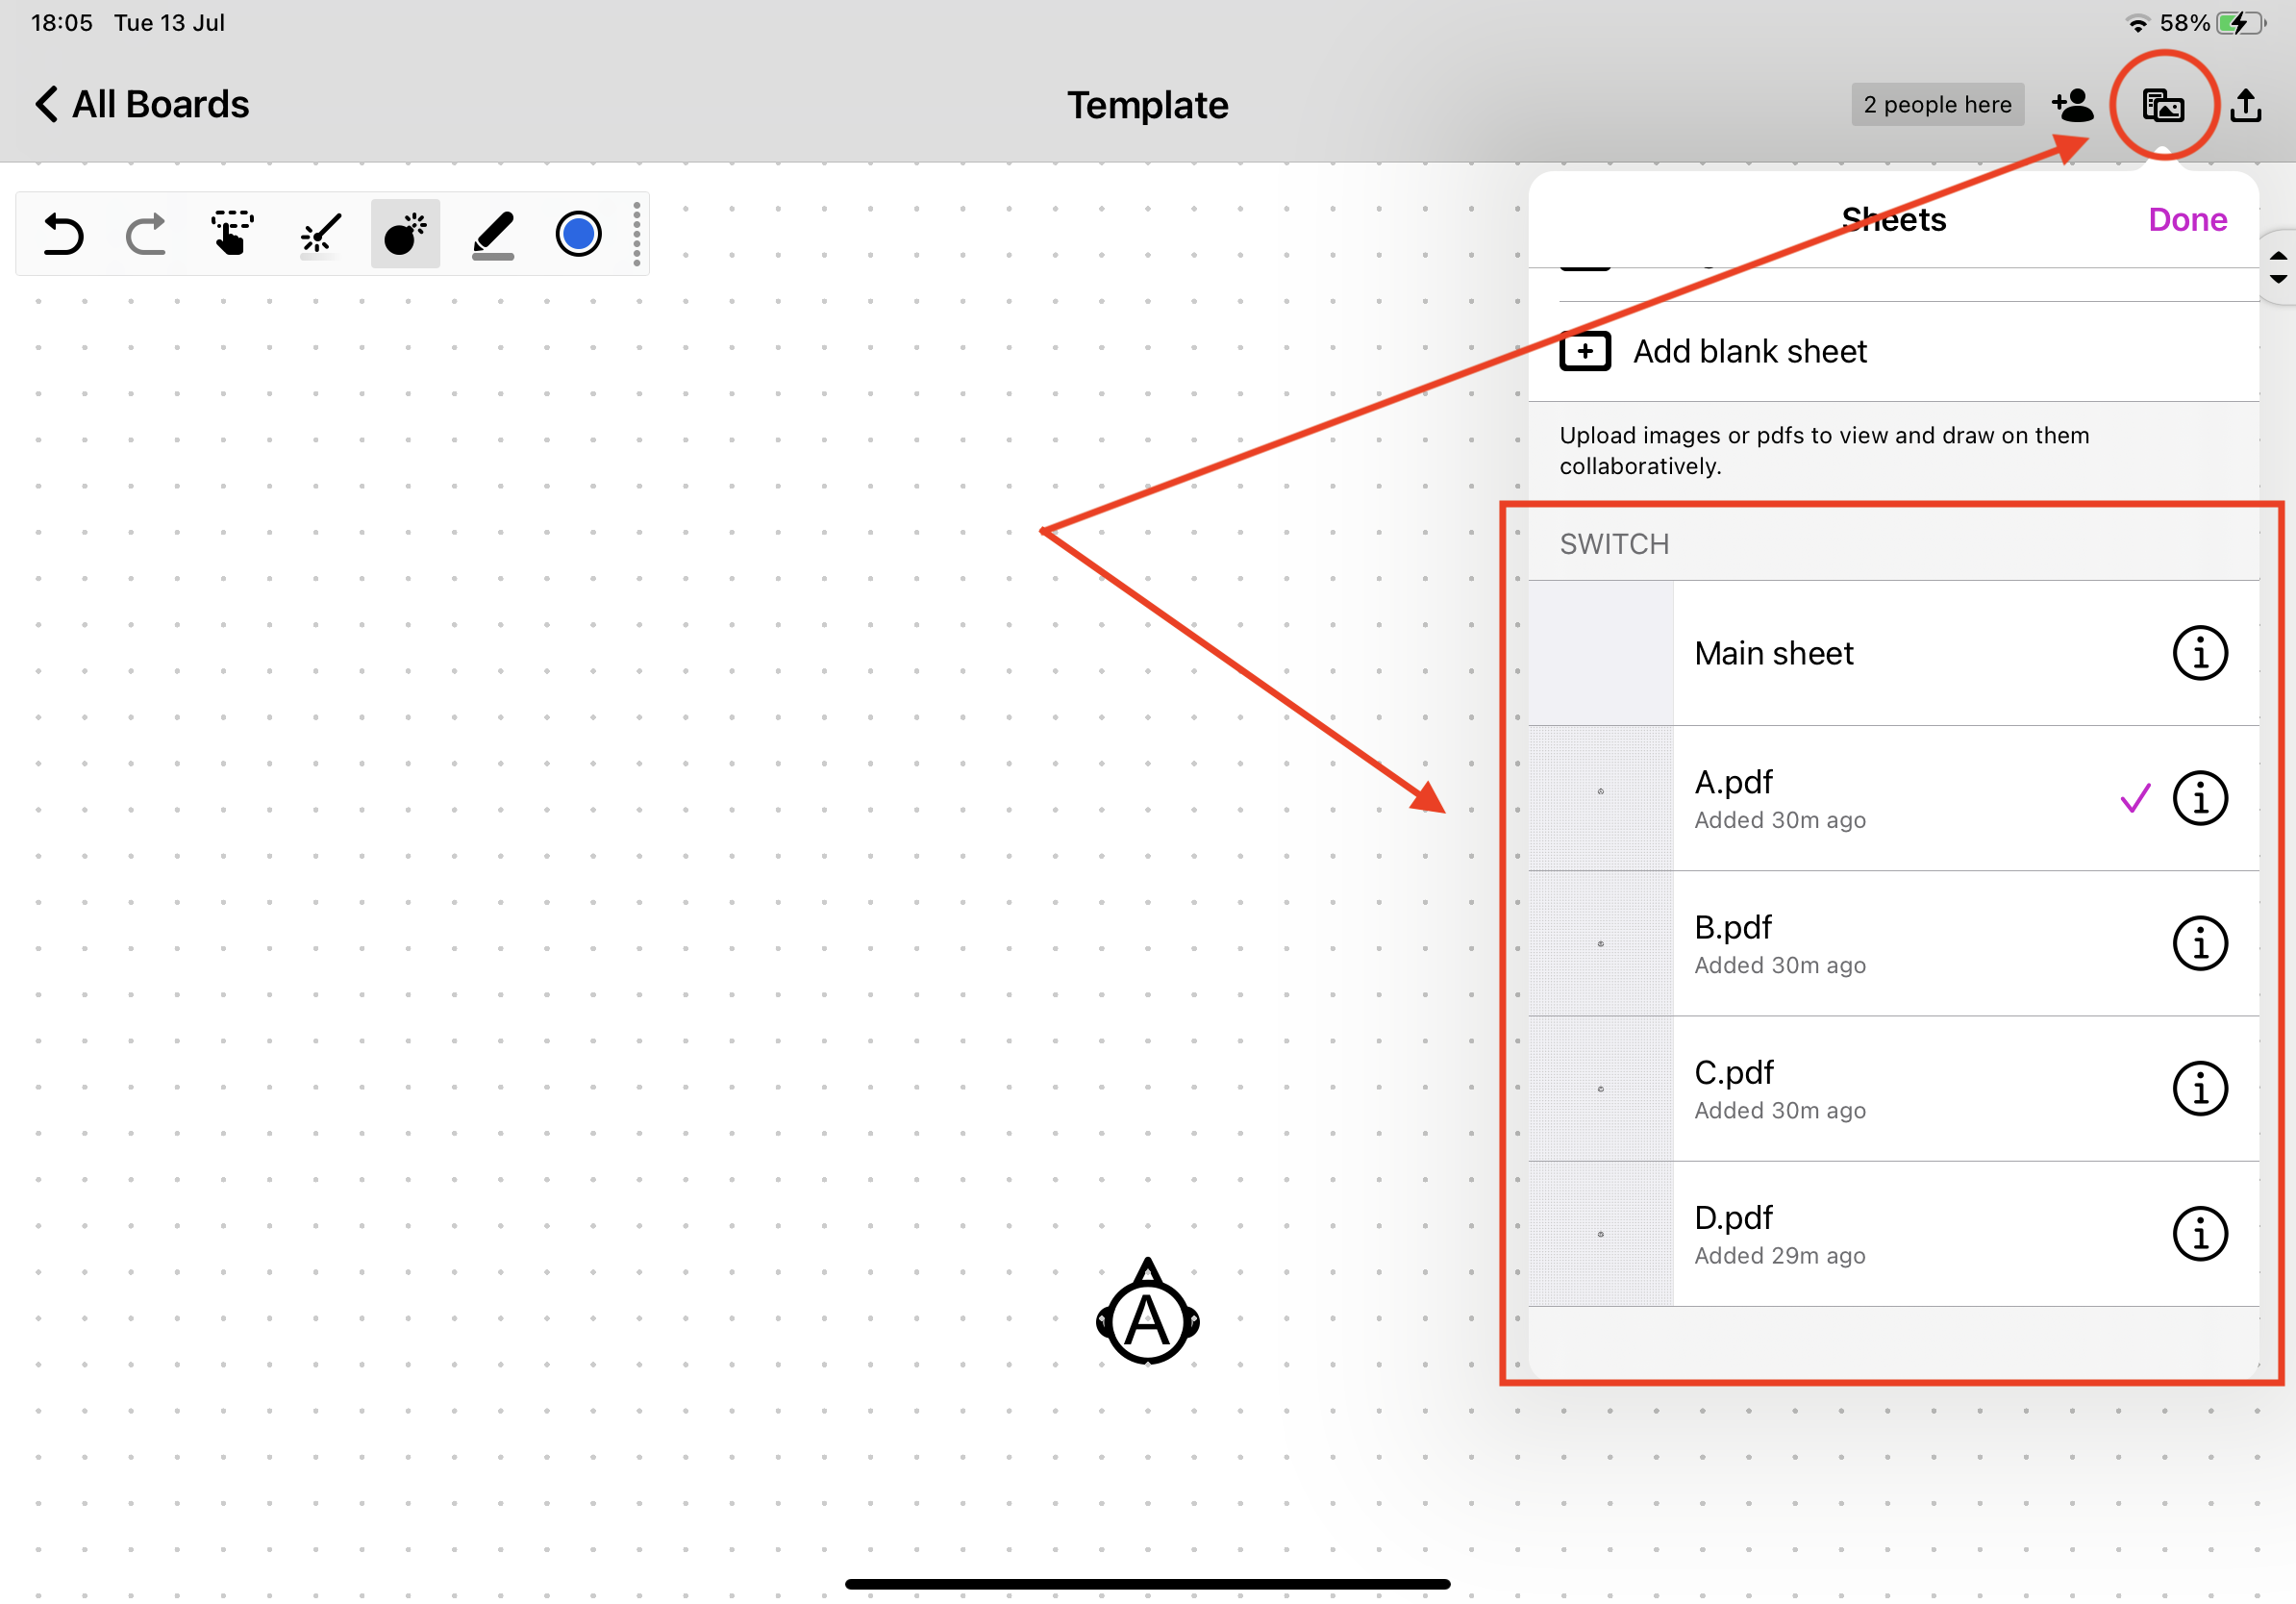 18:05 Tue 13 Jul
58%
All Boards
Template
2 people here
Sheets
Done
Add blank sheet
Upload images or pdfs to view and draw on them
collaboratively.
SWITCH
Main sheet
A.pdf
Added 30m ago
B.pdf
Added 30m ago
C.pdf
Added 30m ago
D.pdf
Added 29m ago
A